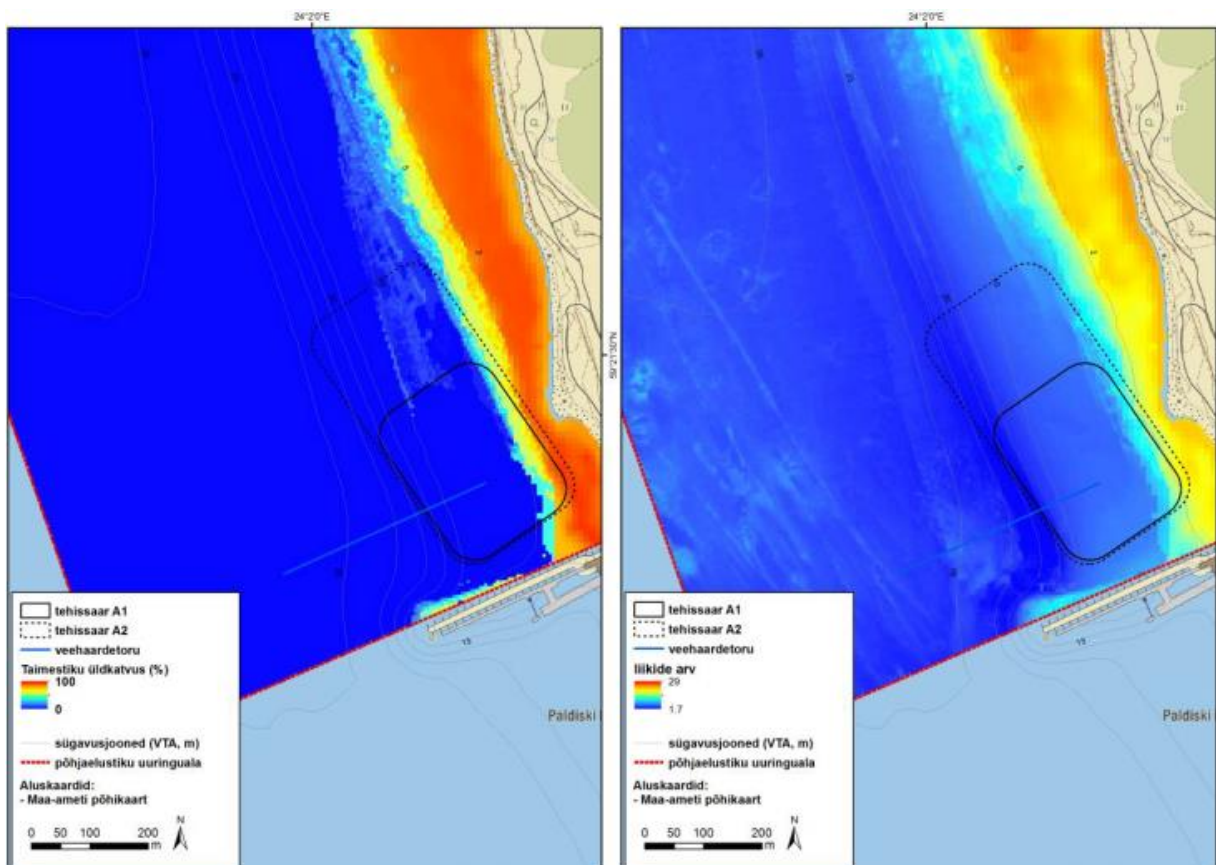 24°2'0"E
tehissaar A1
tehissaar A2
veehaardetoru
Taimestiku üldkatvus (%)
100
0
sügavusjooned (VTA, m)
põhjaelustiku uuringuala
Aluskaardid:
- Maa-ameti põhikaart
0 50 100 200
m
N
Paldiski
59°21'30"N
24°2'0"E
tehissaar A1
tehissaar A2
veehaardetoru
liikide arv
29
1.7
sügavusjooned (VTA, m)
põhjaelustiku uuringuala
Aluskaardid:
- Maa-ameti põhikaart
0 50 100 200
m
N
Paldiski